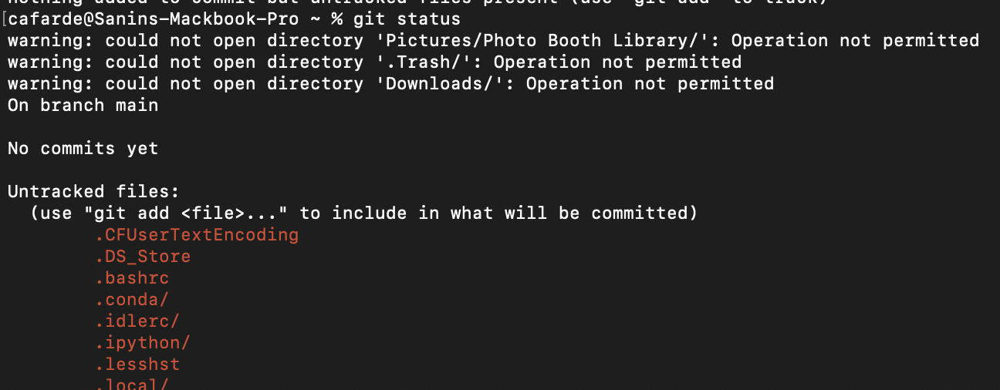 nothing added to commit but untracked files present (use "git add" to track)
[cafarde@Sanins-Mackbook-Pro ~ % git status
warning: could not open directory 'Pictures/Photo Booth Library/': Operation not permitted
warning: could not open directory '.Trash/': Operation not permitted
warning: could not open directory 'Downloads/': Operation not permitted
On branch main
No commits yet
Untracked files:
(use "git add <file>..." to include in what will be committed)
.CFUserTextEncoding
.DS_Store
.bashrc
.conda/
.idlerc/
.ipython/
.lesshst
.local/